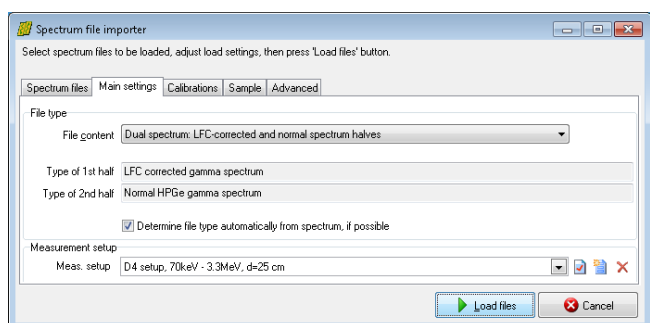 Spectrum file importer
Select spectrum files to be loaded, adjust load settings, then press 'Load files' button.
Spectrum files Main settings Calibrations Sample Advanced
File type
File content Dual spectrum: LFC-corrected and normal spectrum halves
Type of 1st half LFC corrected gamma spectrum
Type of 2nd half Normal HPGe gamma spectrum
Determine file type automatically from spectrum, if possible
Measurement setup
Meas. setup D4 setup, 70keV - 3.3MeV, d=25 cm
Load files Cancel